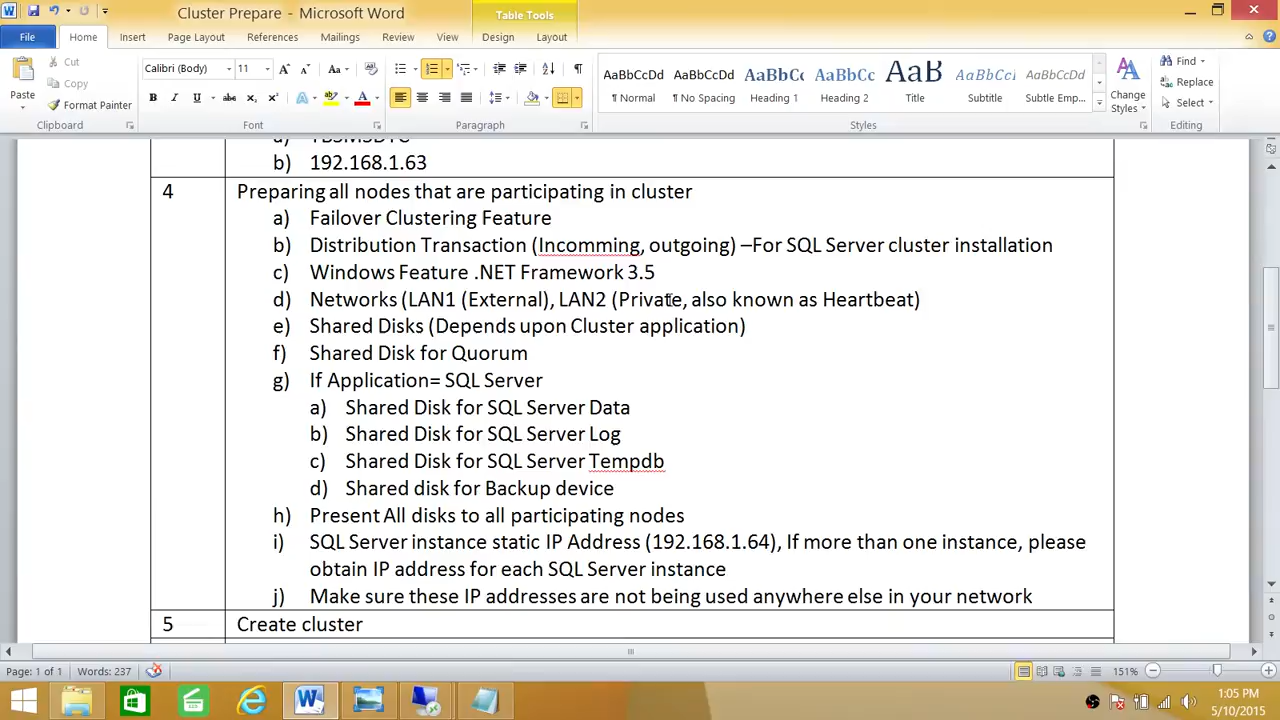 Cluster Prepare - Microsoft Word
Table Tools
File Home Insert Page Layout References Mailings Review View Design Layout
Paste
Cut
Copy
Format Painter
Clipboard
Calibri (Body) 11
Font
Paragraph
AaBbCcDd AaBbCcDd AaBbCc AaBbCc AaB AaBbCcDd AaBbCcDd
¶ Normal ¶ No Spacing Heading 1 Heading 2 Title Subtitle Subtle Emp...
Styles
Change Styles
Find
Replace
Select
Editing
b) 192.168.1.63
4 Preparing all nodes that are participating in cluster
a) Failover Clustering Feature
b) Distribution Transaction (Incomming, outgoing) –For SQL Server cluster installation
c) Windows Feature .NET Framework 3.5
d) Networks (LAN1 (External), LAN2 (Private, also known as Heartbeat)
e) Shared Disks (Depends upon Cluster application)
f) Shared Disk for Quorum
g) If Application= SQL Server
a) Shared Disk for SQL Server Data
b) Shared Disk for SQL Server Log
c) Shared Disk for SQL Server Tempdb
d) Shared disk for Backup device
h) Present All disks to all participating nodes
i) SQL Server instance static IP Address (192.168.1.64), If more than one instance, please
obtain IP address for each SQL Server instance
j) Make sure these IP addresses are not being used anywhere else in your network
5 Create cluster
Page: 1 of 1 Words: 237 151%
1:05 PM
5/10/2015